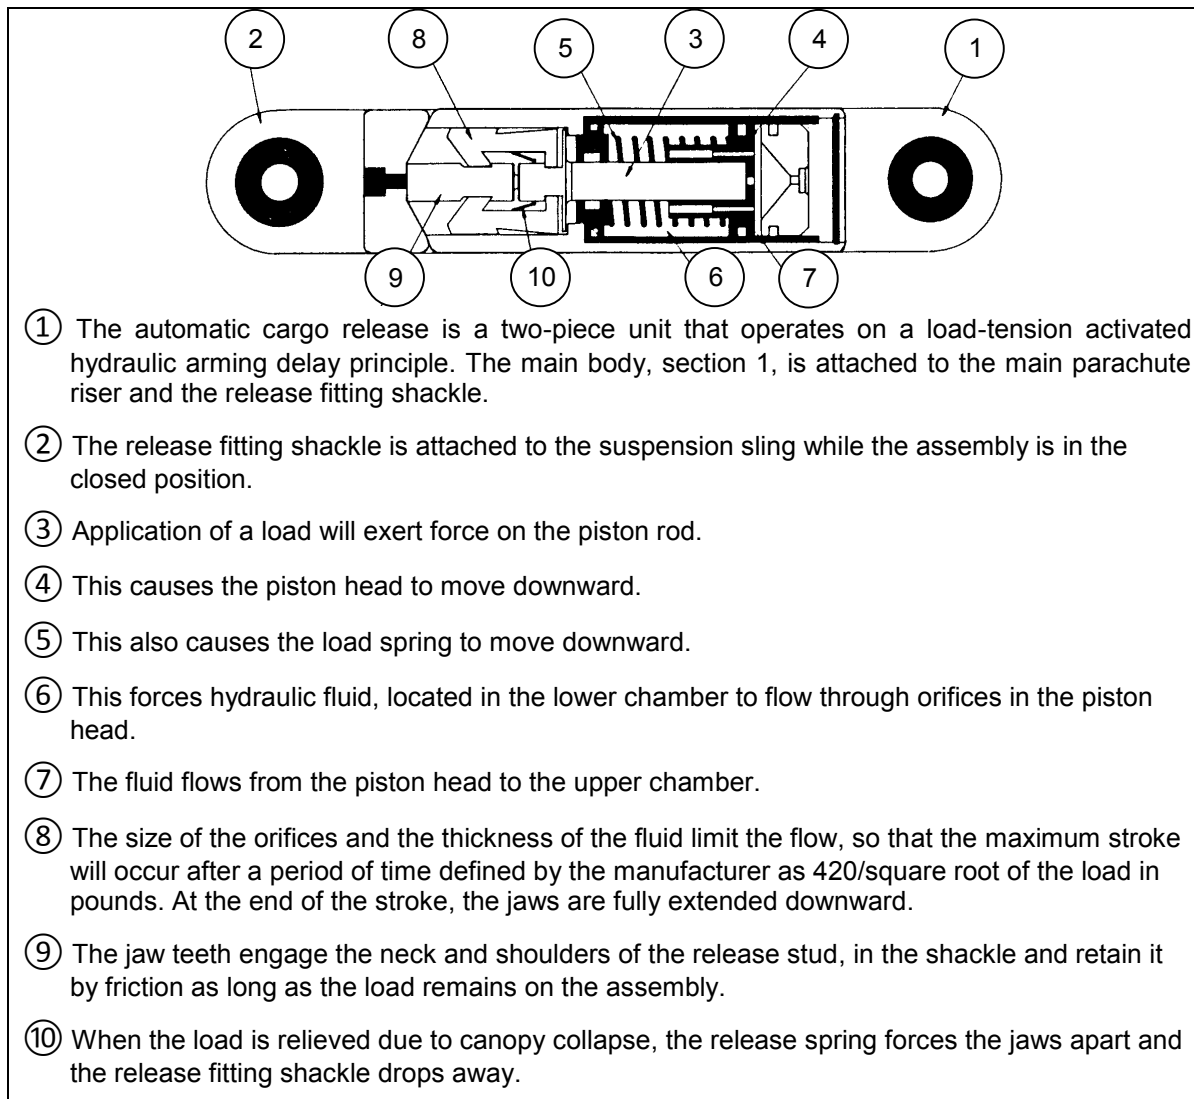 2 8 5 3 4 1
9 10 6 7
① The automatic cargo release is a two-piece unit that operates on a load-tension activated
hydraulic arming delay principle. The main body, section 1, is attached to the main parachute
riser and the release fitting shackle.
② The release fitting shackle is attached to the suspension sling while the assembly is in the
closed position.
③ Application of a load will exert force on the piston rod.
④ This causes the piston head to move downward.
⑤ This also causes the load spring to move downward.
⑥ This forces hydraulic fluid, located in the lower chamber to flow through orifices in the piston
head.
⑦ The fluid flows from the piston head to the upper chamber.
⑧ The size of the orifices and the thickness of the fluid limit the flow, so that the maximum stroke
will occur after a period of time defined by the manufacturer as 420/square root of the load in
pounds. At the end of the stroke, the jaws are fully extended downward.
⑨ The jaw teeth engage the neck and shoulders of the release stud, in the shackle and retain it
by friction as long as the load remains on the assembly.
⑩ When the load is relieved due to canopy collapse, the release spring forces the jaws apart and
the release fitting shackle drops away.